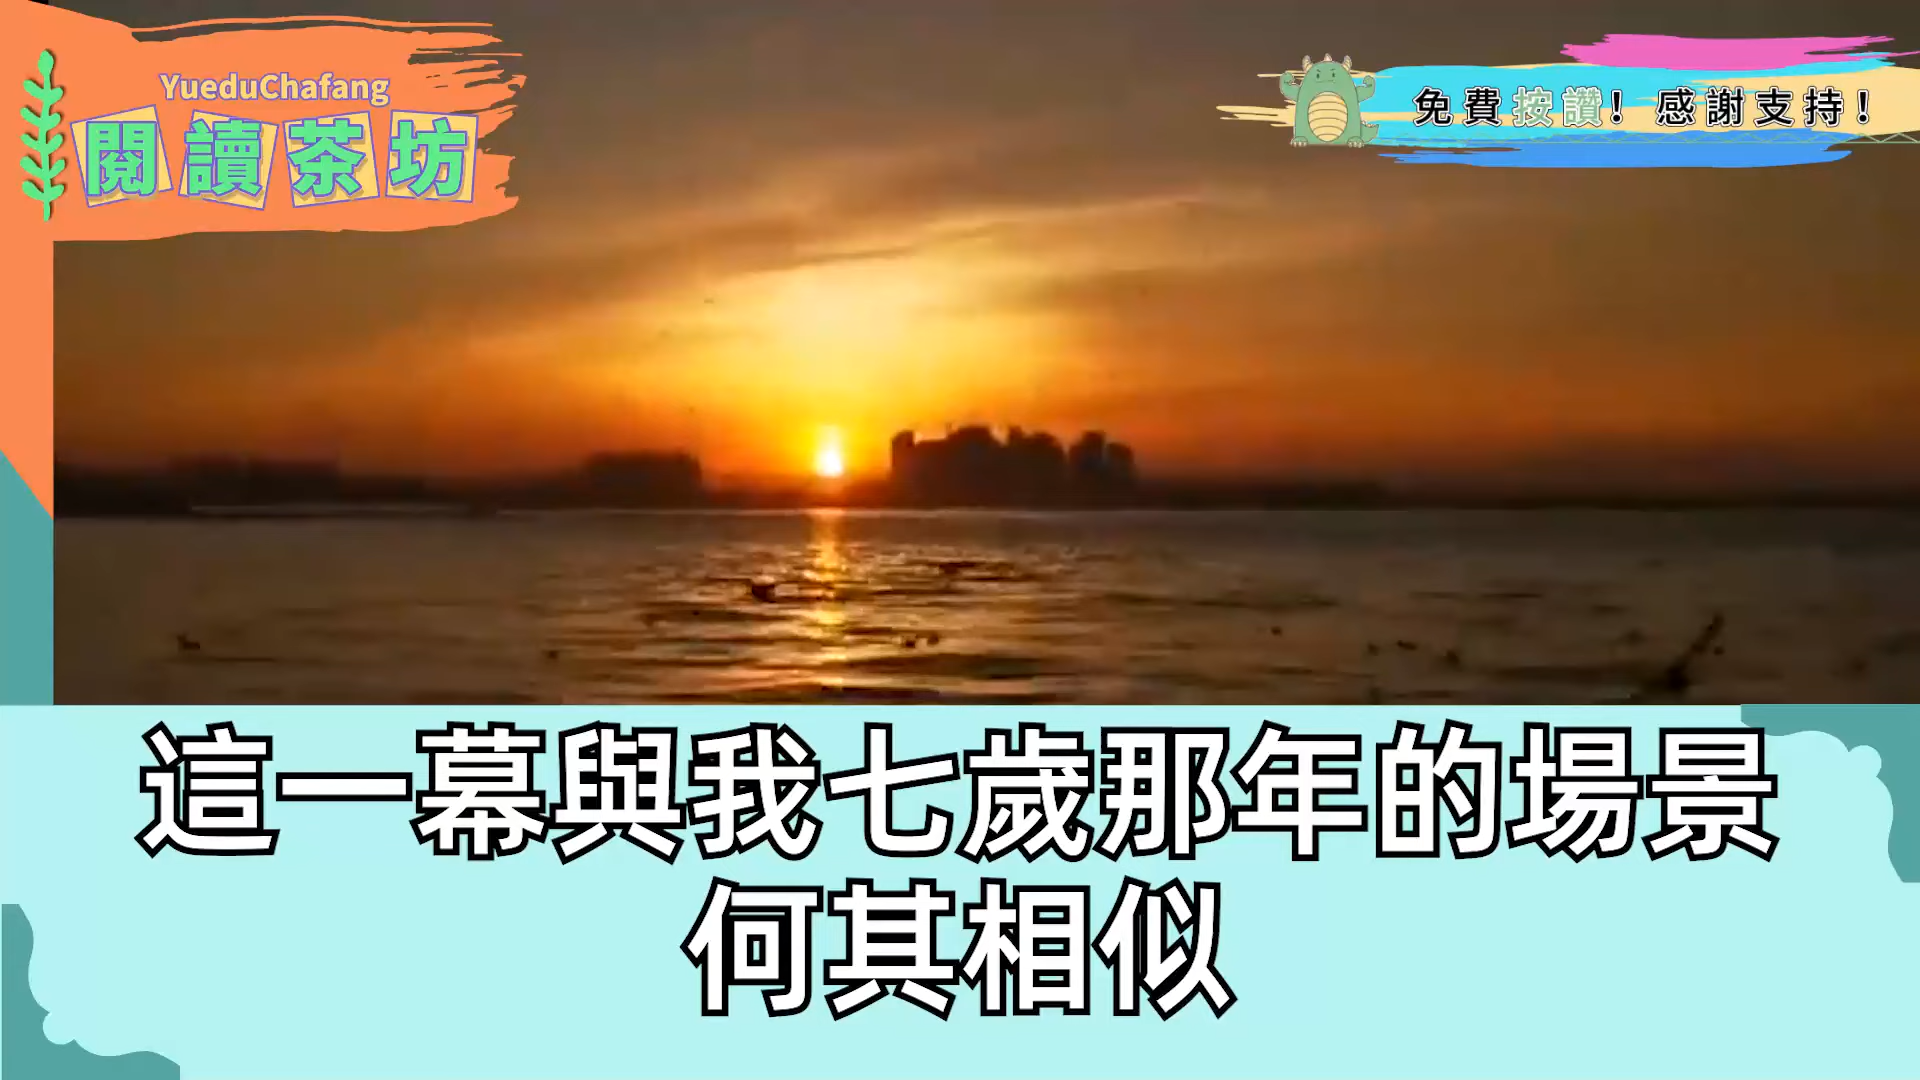 YueduChafang
閱讀茶坊
免費按讚！感謝支持！
這一幕與我七歲那年的場景
何其相似